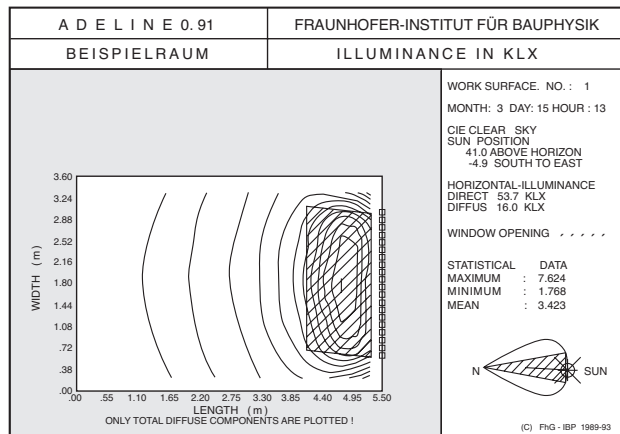 A D E L I N E 0. 91
FRAUNHOFER-INSTITUT FÜR BAUPHYSIK
BEISPIELRAUM
ILLUMINANCE IN KLX
WORK SURFACE. NO. : 1
MONTH: 3 DAY: 15 HOUR : 13
CIE CLEAR SKY
SUN POSITION
41.0 ABOVE HORIZON
-4.9 SOUTH TO EAST
HORIZONTAL-ILLUMINANCE
DIRECT 53.7 KLX
DIFFUS 16.0 KLX
WINDOW OPENING
STATISTICAL DATA
MAXIMUM : 7.624
MINIMUM : 1.768
MEAN : 3.423
N SUN
(C) FhG - IBP 1989-93
WIDTH (m)
3.60
3.24
2.88
2.52
2.16
1.80
1.44
1.08
.72
.36
.00
.00 .55 1.10 1.65 2.20 2.75 3.30 3.85 4.40 4.95 5.50
LENGTH (m)
ONLY TOTAL DIFFUSE COMPONENTS ARE PLOTTED !